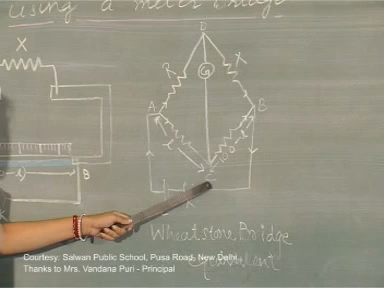 using a meter bridge
X
D
R
X
G
A
B
l
100-l
B
K
Wheatstone Bridge
Equivalent
Courtesy: Salwan Public School, Pusa Road, New Delhi
Thanks to Mrs. Vandana Puri - Principal